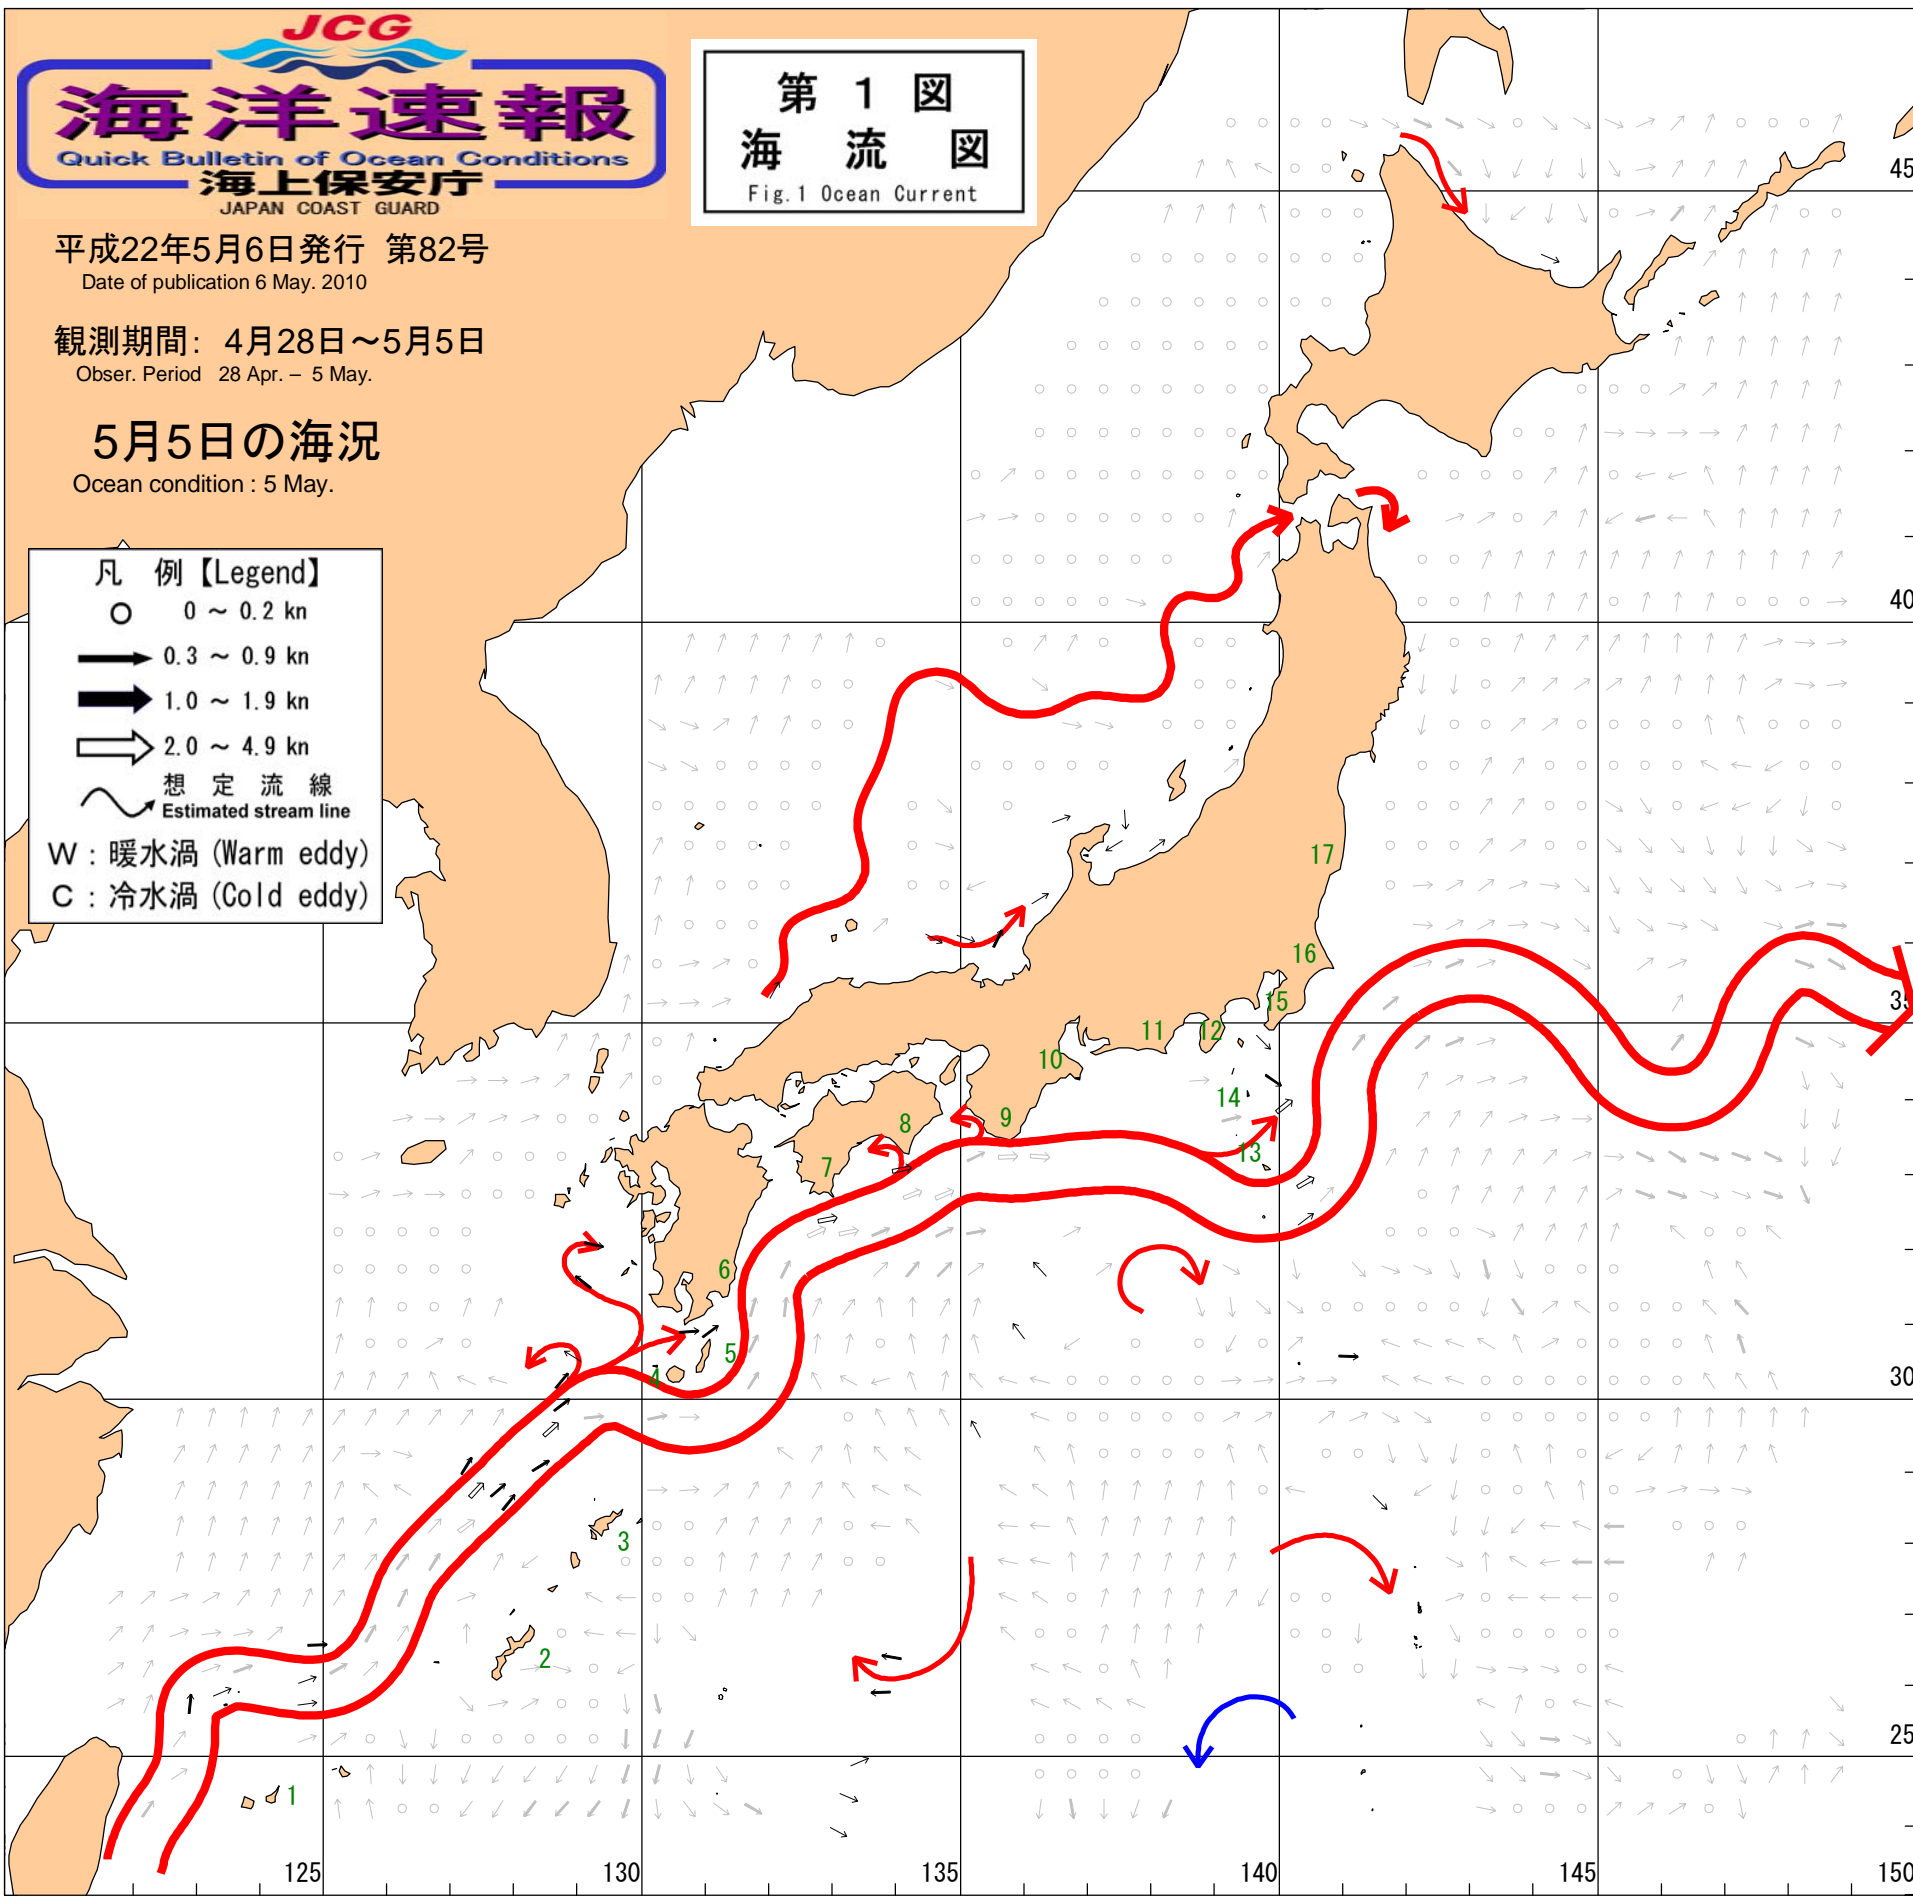 JCG
海洋速報
Quick Bulletin of Ocean Conditions
海上保安庁
JAPAN COAST GUARD
第 1 図
海 流 図
Fig.1 Ocean Current
平成22年5月6日発行 第82号
Date of publication 6 May. 2010
観測期間: 4月28日～5月5日
Obser. Period 28 Apr. – 5 May.
5月5日の海況
Ocean condition : 5 May.
凡 例【Legend】
0 ～ 0.2 kn
0.3 ～ 0.9 kn
1.0 ～ 1.9 kn
2.0 ～ 4.9 kn
想 定 流 線
Estimated stream line
W : 暖水渦 (Warm eddy)
C : 冷水渦 (Cold eddy)
45
40
17
16
35
15
12
11
10
14
9
8
13
7
6
5
4
30
3
2
25
1
125
130
135
140
145
150